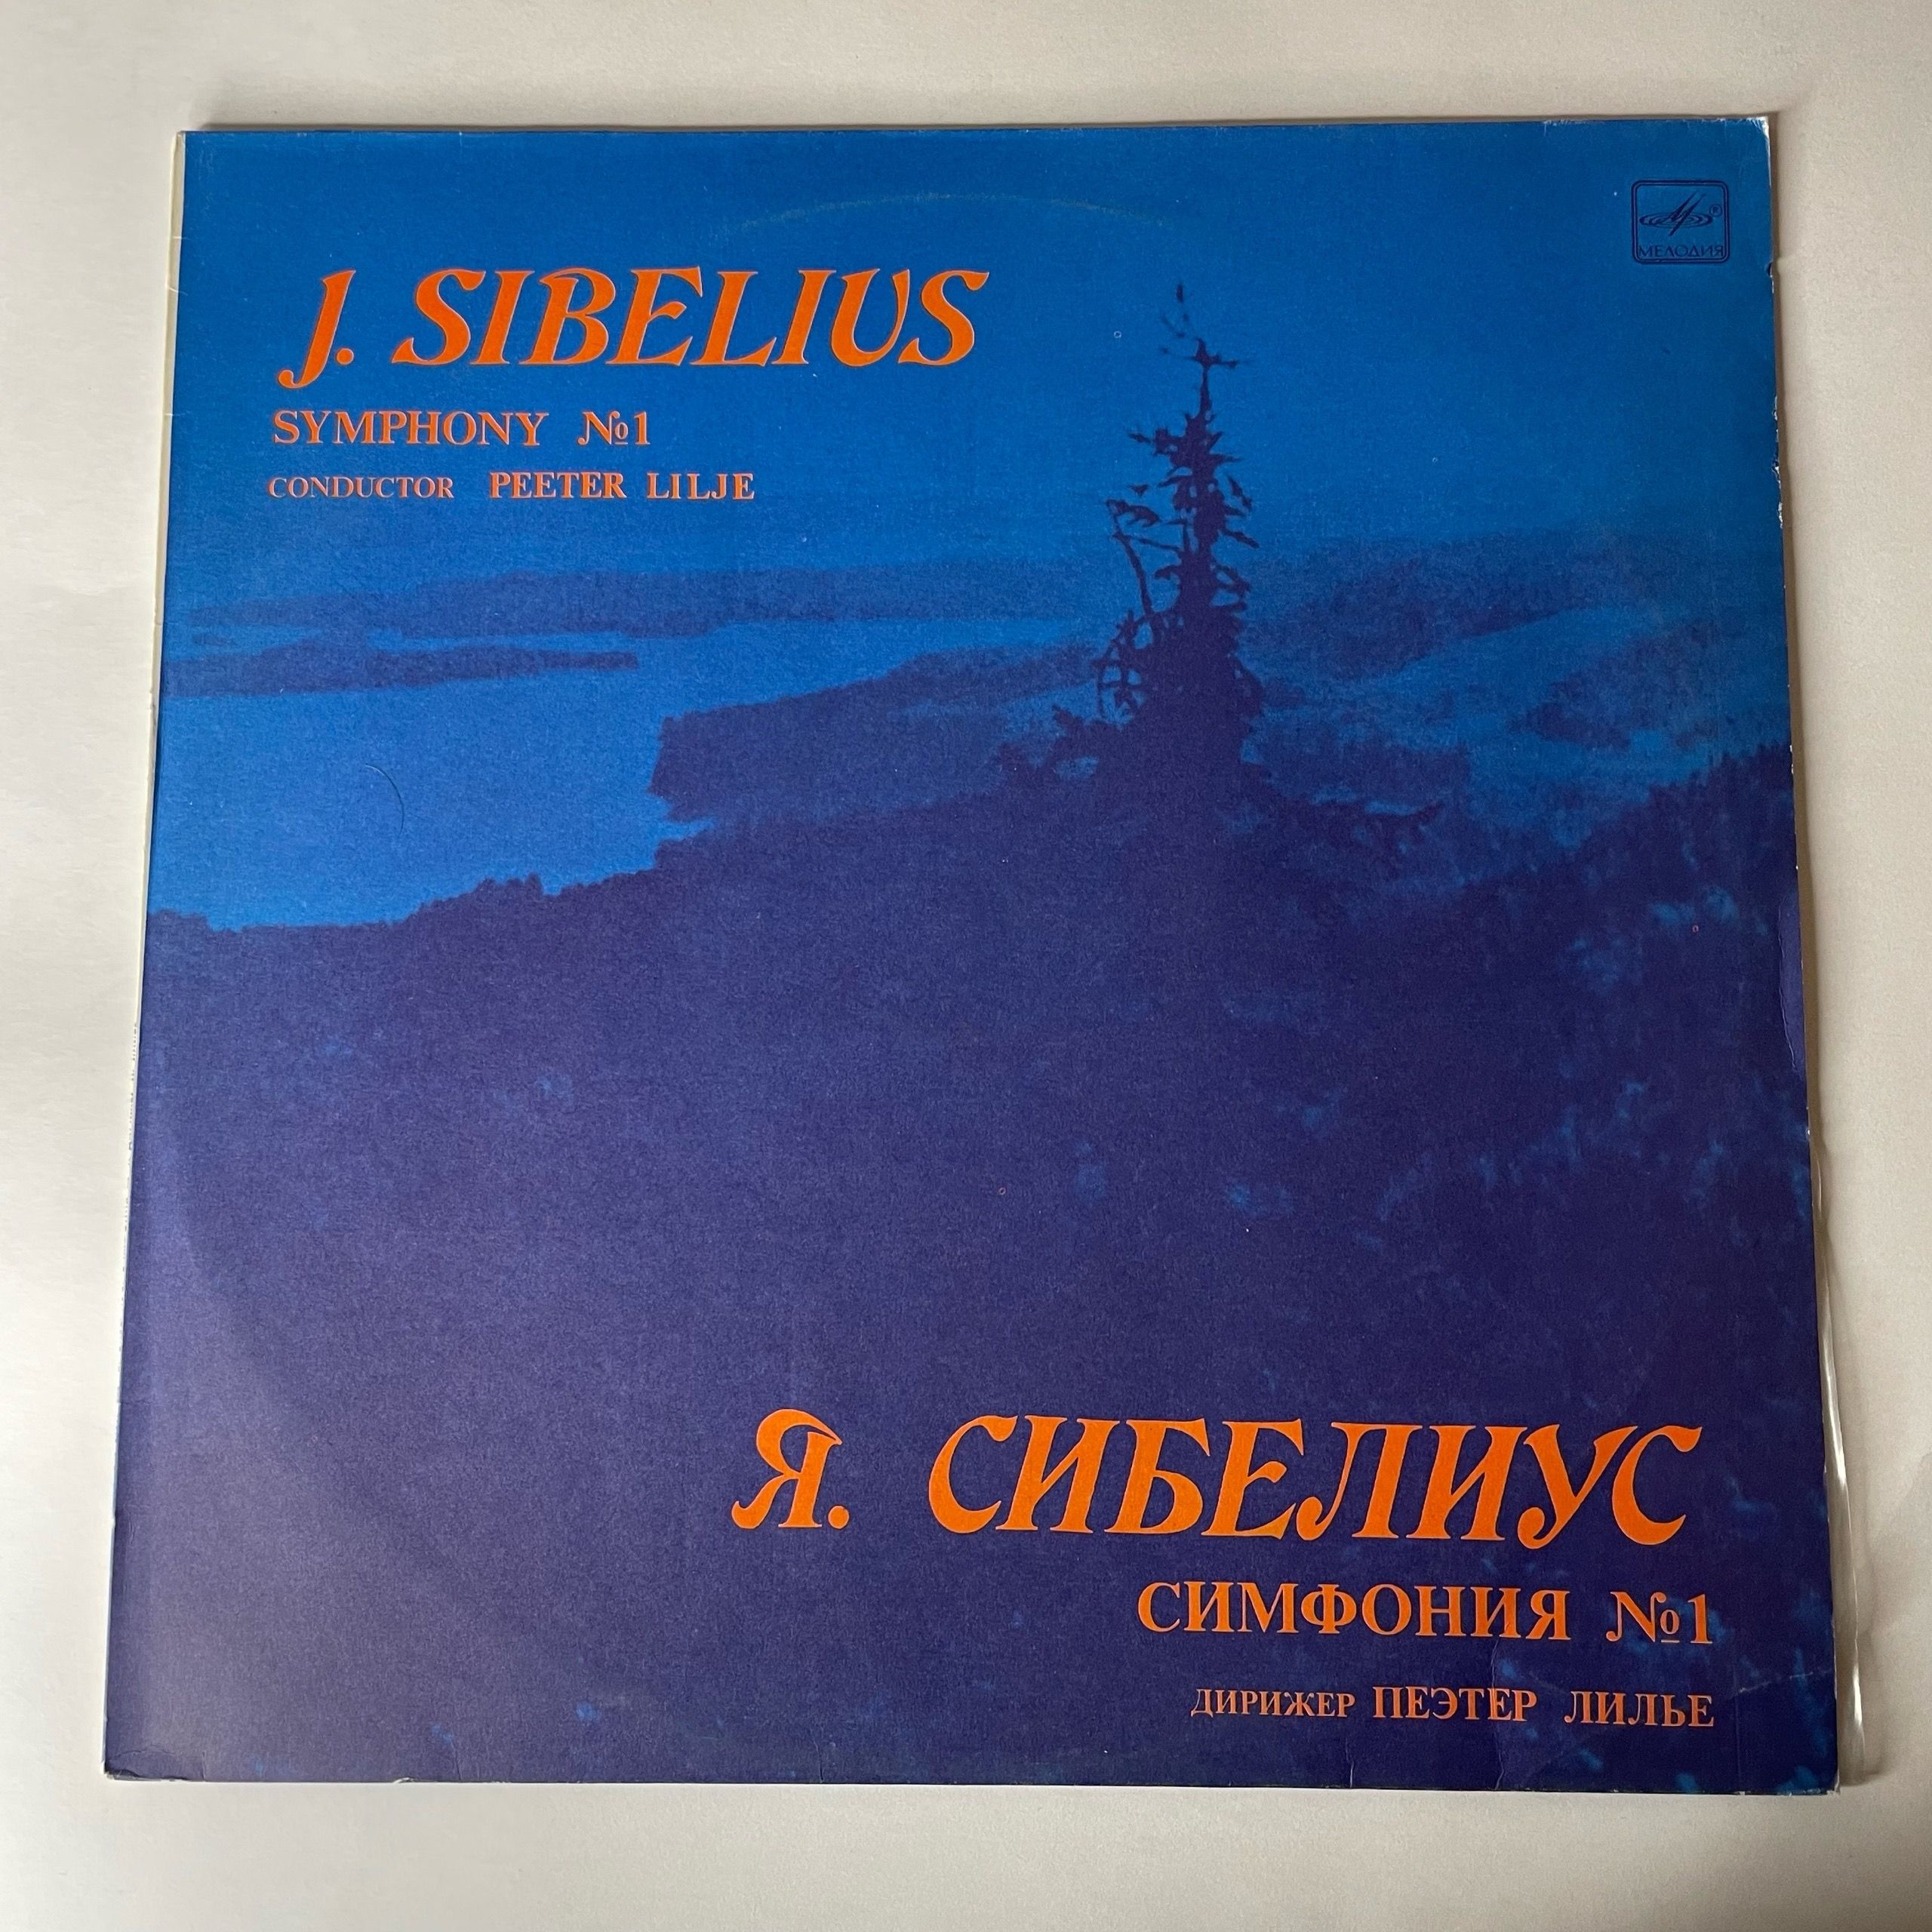 МЕЛОДИЯ
J. SIBELIUS
SYMPHONY №1
CONDUCTOR PEETER LILJE
Я. СИБЕЛИУС
СИМФОНИЯ №1
ДИРИЖЕР ПЕЭТЕР ЛИЛЬЕ